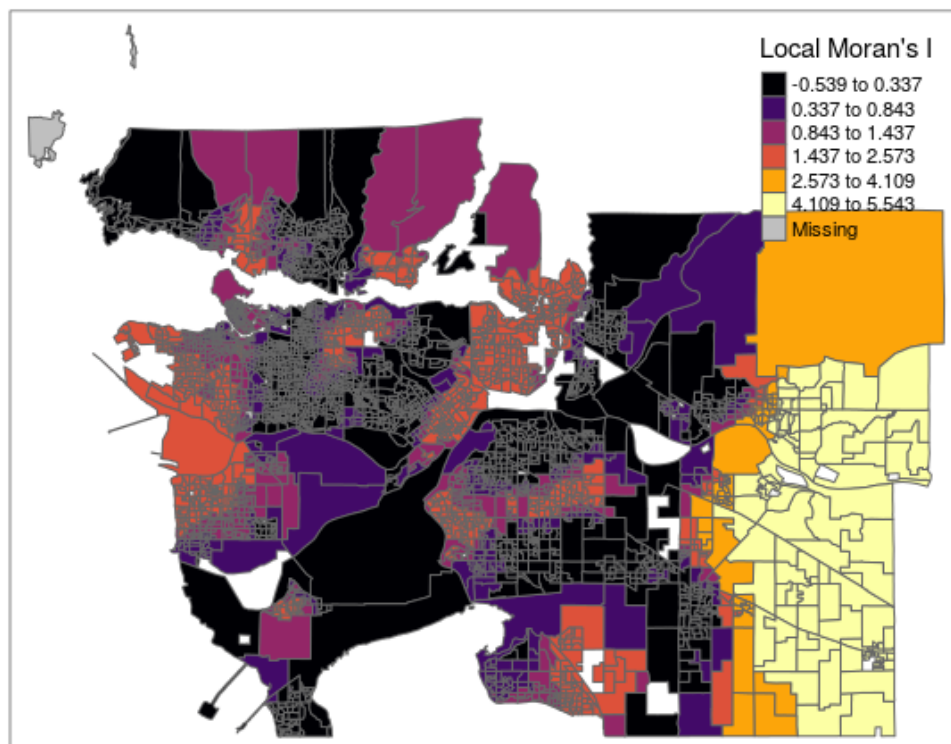 Local Moran's I
-0.539 to 0.337
0.337 to 0.843
0.843 to 1.437
1.437 to 2.573
2.573 to 4.109
4.109 to 5.543
Missing